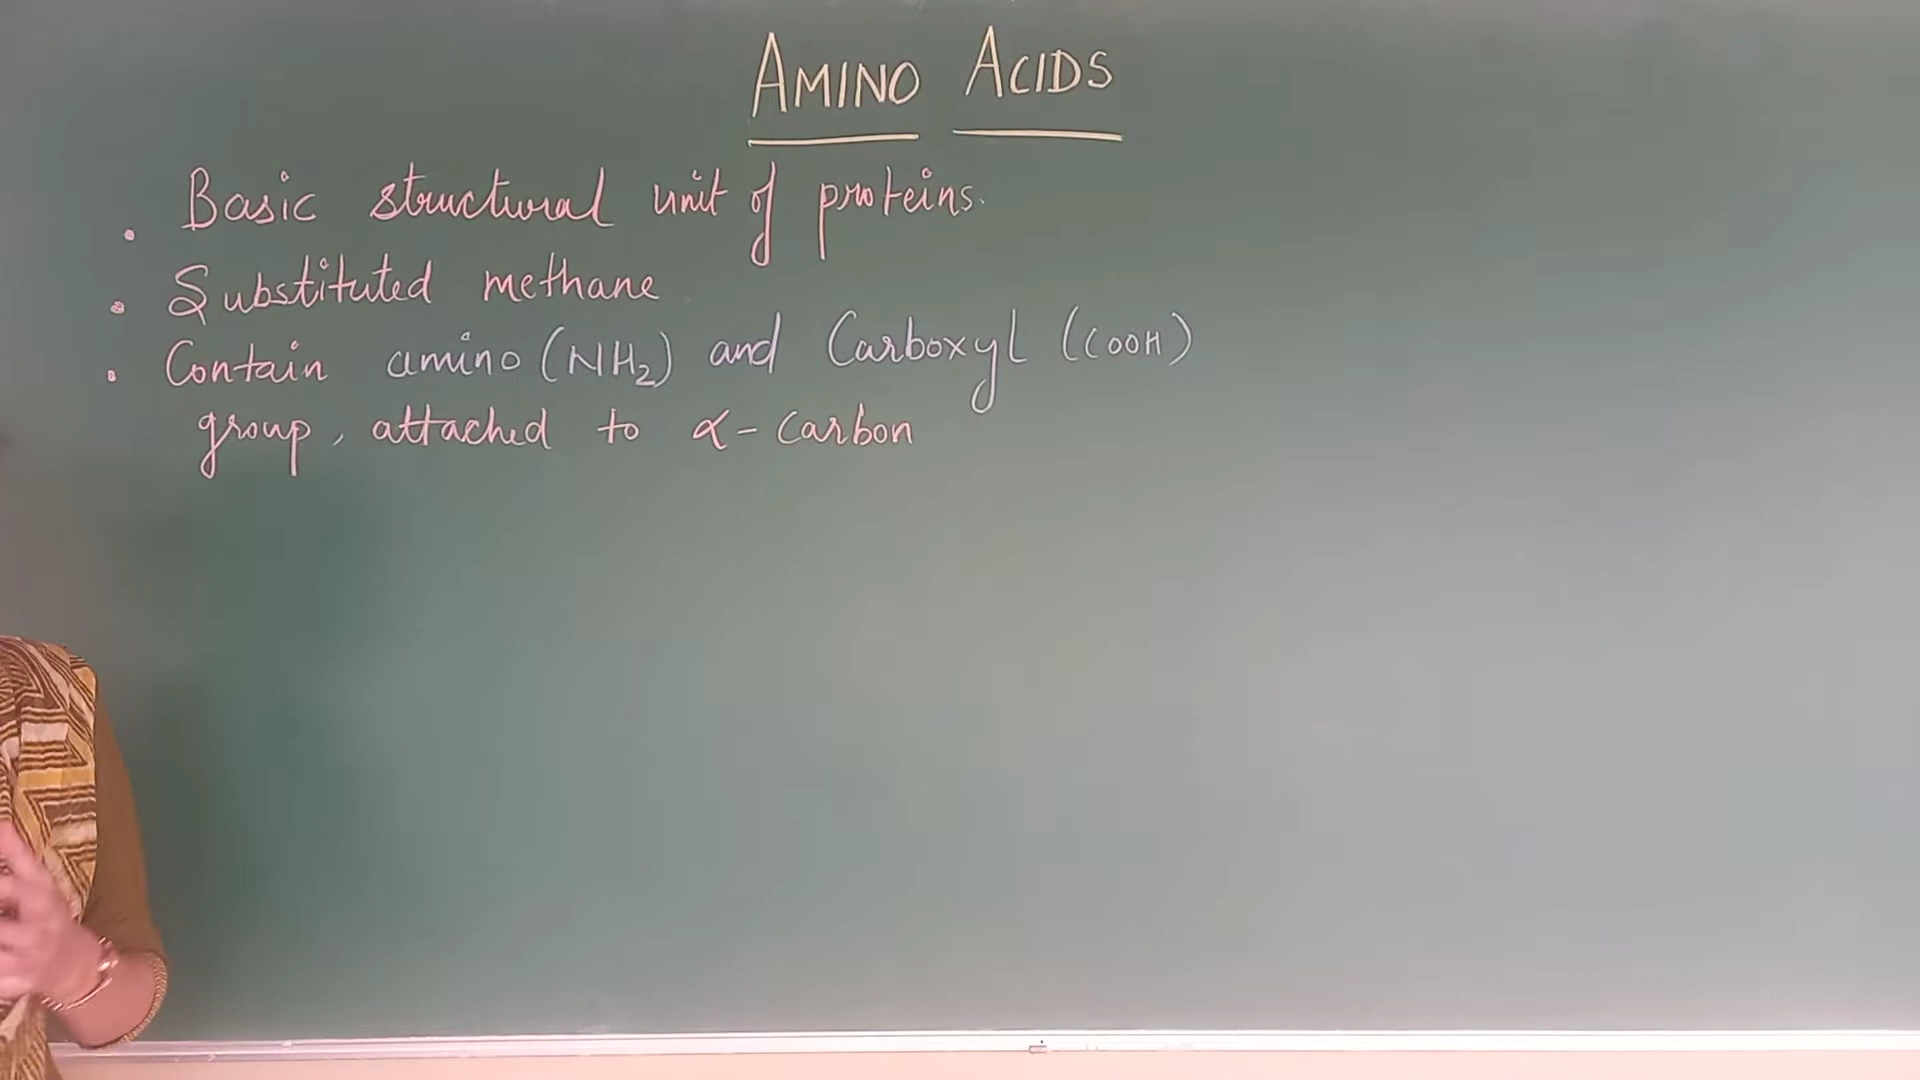 AMINO ACIDS
. Basic structural unit of proteins.
. Substituted methane
. Contain amino (NH₂) and Carboxyl (COOH)
group, attached to α - carbon